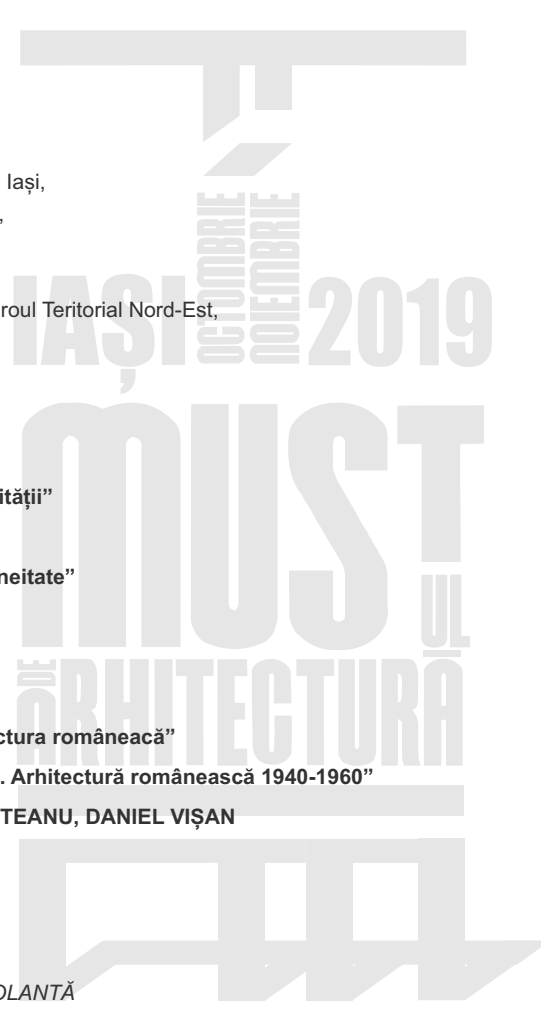 Iași,
,
OCTOMBRIE
NOIEMBRIE
IAȘI
2019
roul Teritorial Nord-Est,
MUST
UL
ității”
neitate”
DE
ARHITECTURĂ
ctura româneacă”
. Arhitectură românească 1940-1960”
TEANU, DANIEL VIȘAN
OLANTĂ